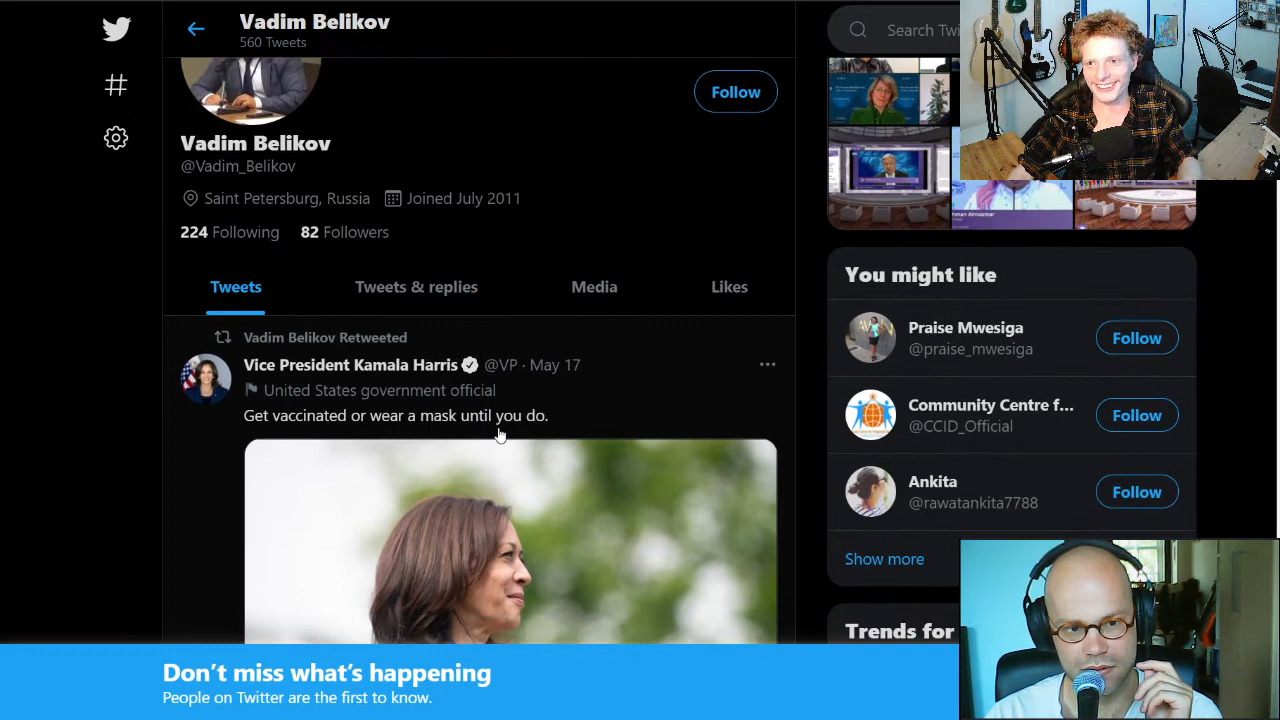 Vadim Belikov
560 Tweets
Search Twi
Follow
Vadim Belikov
@Vadim_Belikov
Saint Petersburg, Russia Joined July 2011
224 Following 82 Followers
Tweets Tweets & replies Media Likes
Vadim Belikov Retweeted
Vice President Kamala Harris @VP · May 17
United States government official
Get vaccinated or wear a mask until you do.
You might like
Praise Mwesiga
@praise_mwesiga
Follow
Community Centre f...
@CCID_Official
Follow
Ankita
@rawatankita7788
Follow
Show more
Trends for
Don't miss what's happening
People on Twitter are the first to know.